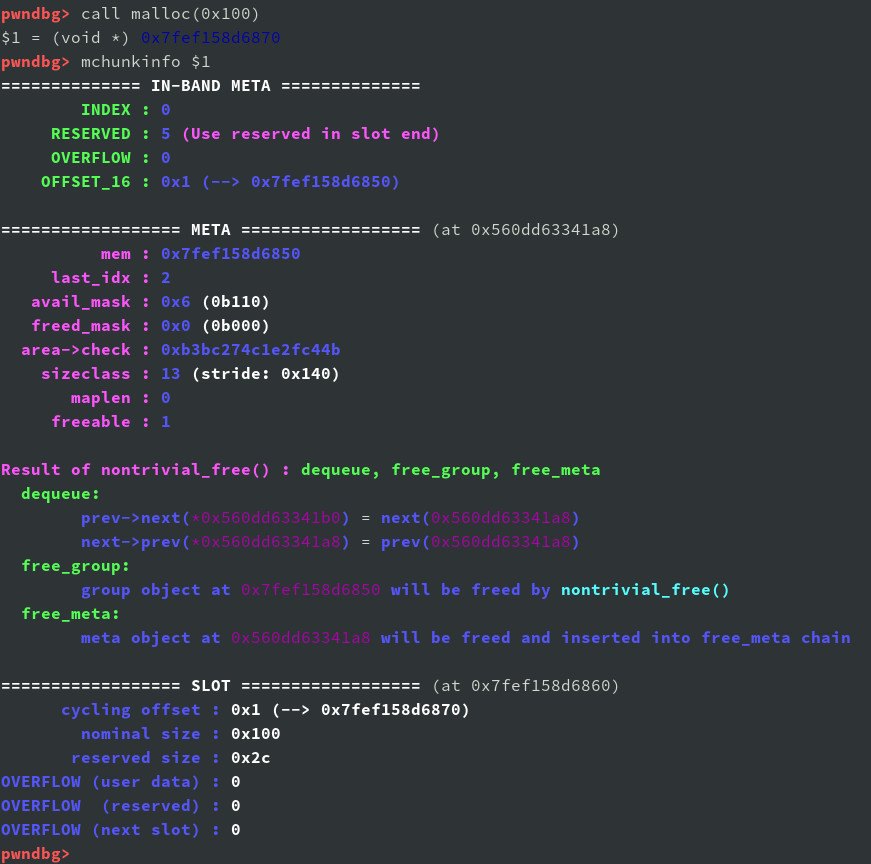 pwndbg> call malloc(0x100)
$1 = (void *) 0x7fef158d6870
pwndbg> mchunkinfo $1
============== IN-BAND META ==============
INDEX : 0
RESERVED : 5 (Use reserved in slot end)
OVERFLOW : 0
OFFSET_16 : 0x1 (--> 0x7fef158d6850)
================== META ================== (at 0x560dd63341a8)
mem : 0x7fef158d6850
last_idx : 2
avail_mask : 0x6 (0b110)
freed_mask : 0x0 (0b000)
area->check : 0xb3bc274c1e2fc44b
sizeclass : 13 (stride: 0x140)
maplen : 0
freeable : 1
Result of nontrivial_free() : dequeue, free_group, free_meta
dequeue:
prev->next(*0x560dd63341b0) = next(0x560dd63341a8)
next->prev(*0x560dd63341a8) = prev(0x560dd63341a8)
free_group:
group object at 0x7fef158d6850 will be freed by nontrivial_free()
free_meta:
meta object at 0x560dd63341a8 will be freed and inserted into free_meta chain
================== SLOT ================== (at 0x7fef158d6860)
cycling offset : 0x1 (--> 0x7fef158d6870)
nominal size : 0x100
reserved size : 0x2c
OVERFLOW (user data) : 0
OVERFLOW  (reserved) : 0
OVERFLOW (next slot) : 0
pwndbg>